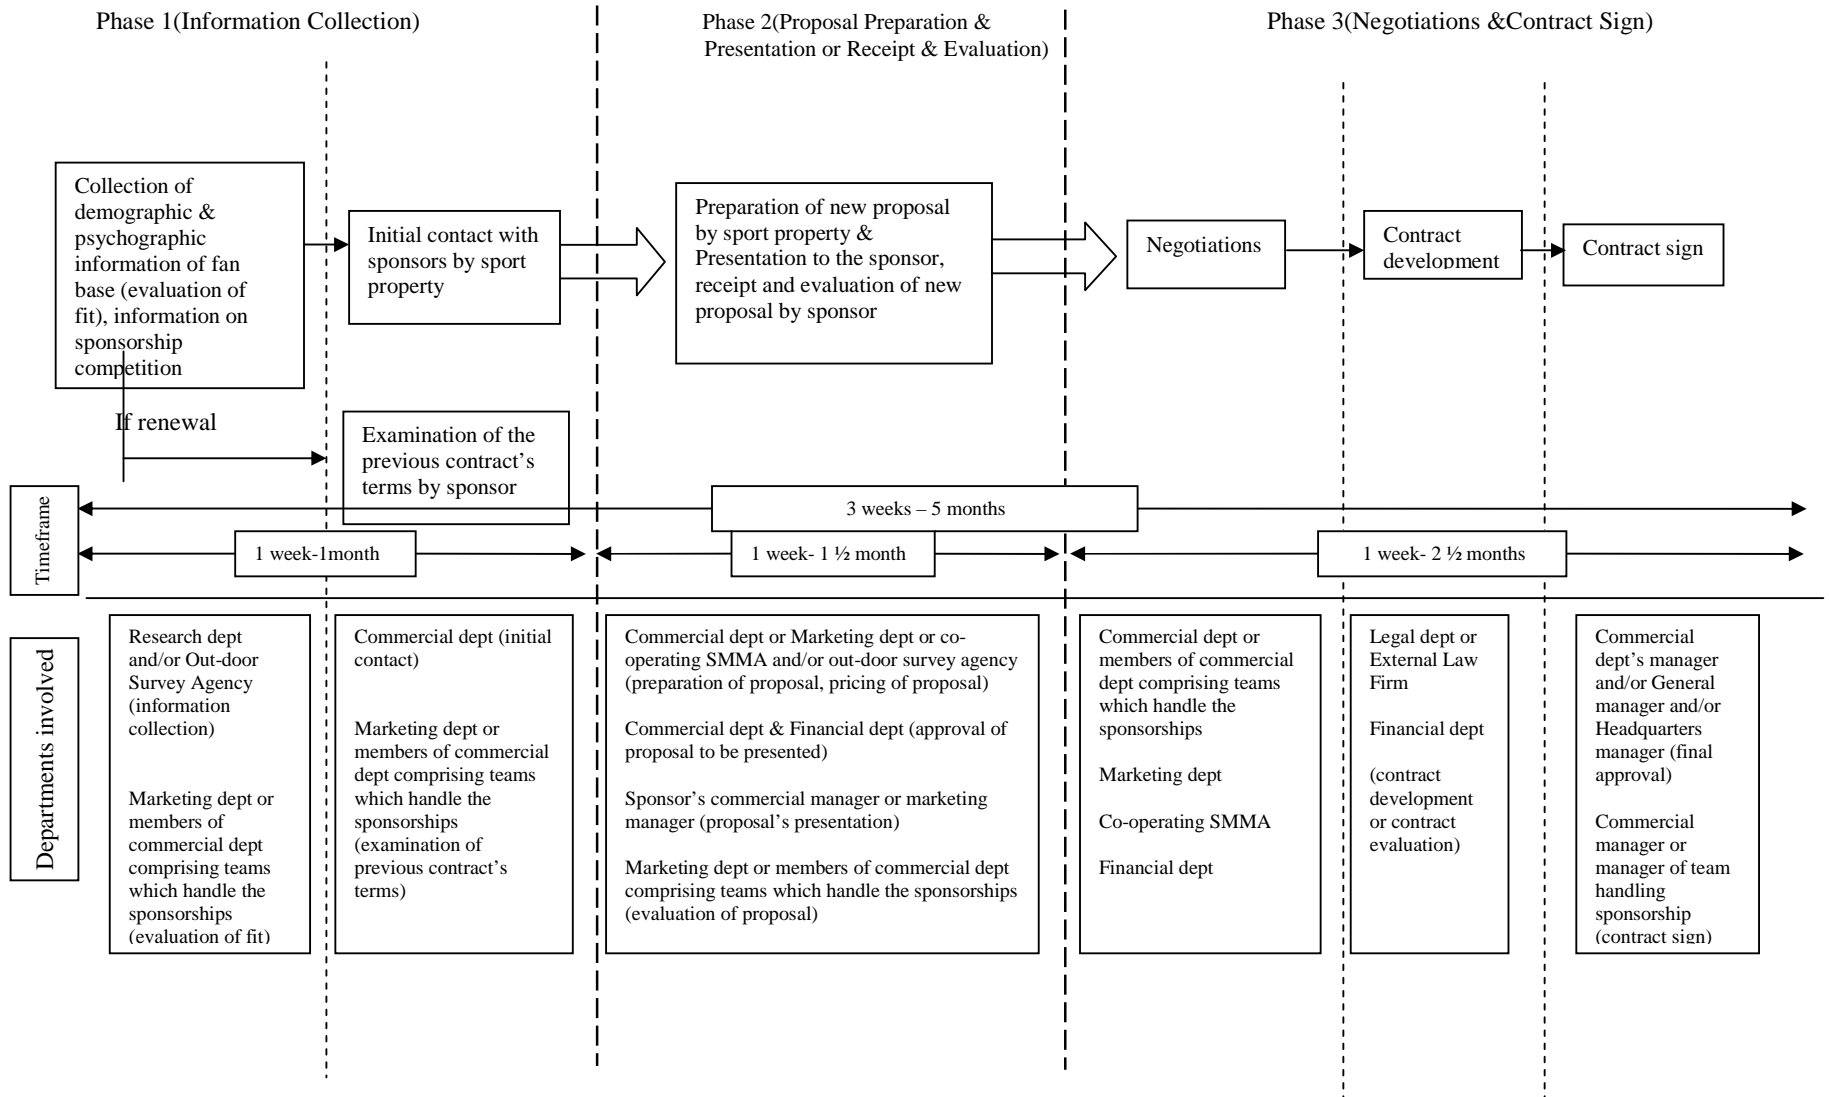 Phase 1(Information Collection)
Phase 2(Proposal Preparation &
Presentation or Receipt & Evaluation)
Phase 3(Negotiations &Contract Sign)
Collection of
demographic &
psychographic
information of fan
base (evaluation of
fit), information on
sponsorship
competition
Initial contact with
sponsors by sport
property
Preparation of new proposal
by sport property &
Presentation to the sponsor,
receipt and evaluation of new
proposal by sponsor
Negotiations
Contract
development
Contract sign
If renewal
Examination of the
previous contract's
terms by sponsor
Timeframe
3 weeks – 5 months
1 week-1month
1 week- 1 ½ month
1 week- 2 ½ months
Departments involved
Research dept
and/or Out-door
Survey Agency
(information
collection)
Marketing dept or
members of
commercial dept
comprising teams
which handle the
sponsorships
(evaluation of fit)
Commercial dept (initial
contact)
Marketing dept or
members of commercial
dept comprising teams
which handle the
sponsorships
(examination of
previous contract's
terms)
Commercial dept or Marketing dept or co-
operating SMMA and/or out-door survey agency
(preparation of proposal, pricing of proposal)
Commercial dept & Financial dept (approval of
proposal to be presented)
Sponsor's commercial manager or marketing
manager (proposal's presentation)
Marketing dept or members of commercial dept
comprising teams which handle the sponsorships
(evaluation of proposal)
Commercial dept or
members of commercial
dept comprising teams
which handle the
sponsorships
Marketing dept
Co-operating SMMA
Financial dept
Legal dept or
External Law
Firm
Financial dept
(contract
development
or contract
evaluation)
Commercial
dept's manager
and/or General
manager and/or
Headquarters
manager (final
approval)
Commercial
manager or
manager of team
handling
sponsorship
(contract sign)